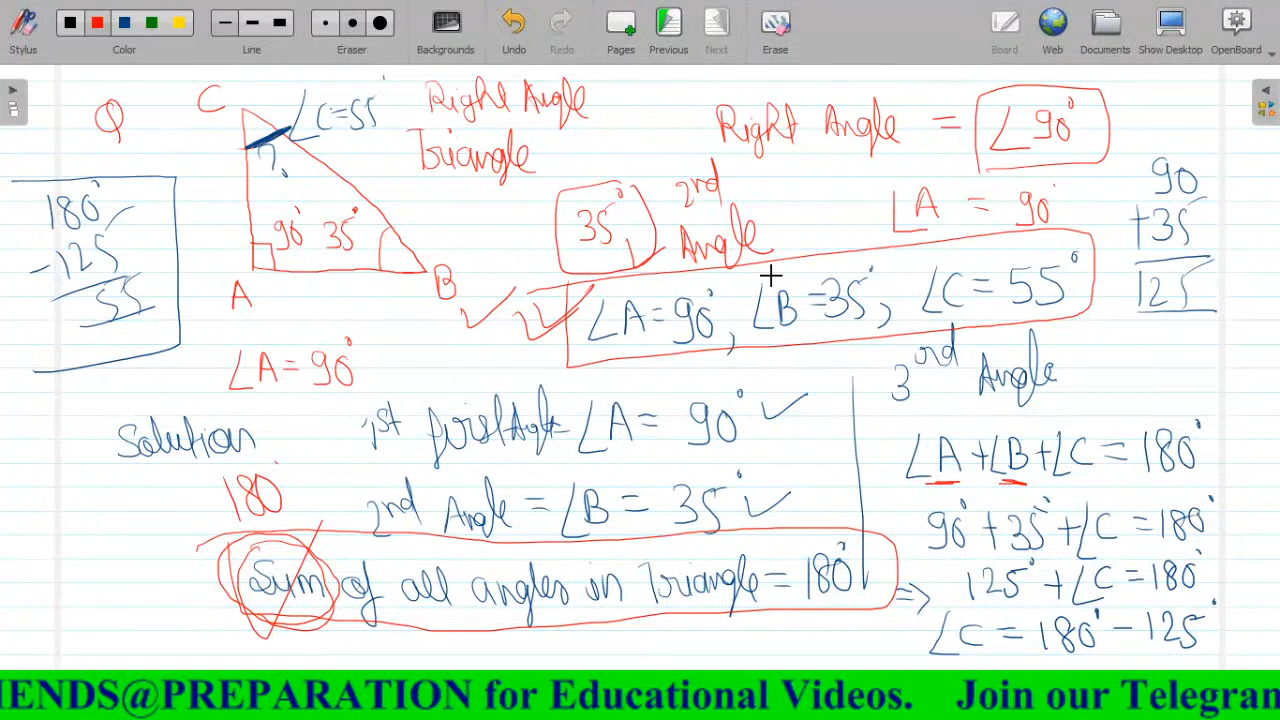 Stylus Color Line Eraser Backgrounds Undo Redo Pages Previous Next Erase Board Web Documents Show Desktop OpenBoard
Q
C
∠C=55°
?
90° 35°
A
B
∠A=90°
Right Angle
Triangle
Right Angle = ∠90°
35° 2nd
Angle
∠A = 90°
90
+35
125
180°
-125
55
∠A=90°, ∠B=35°, ∠C=55°
Solution
1st first Angle=∠A= 90° ✓
2nd Angle = ∠B= 35° ✓
180°
Sum of all angles in Triangle=180°
3rd Angle
∠A+∠B+∠C=180°
90°+35°+∠C=180°
⇒ 125°+∠C=180°
∠C=180°-125°
IENDS@PREPARATION for Educational Videos. Join our Telegran